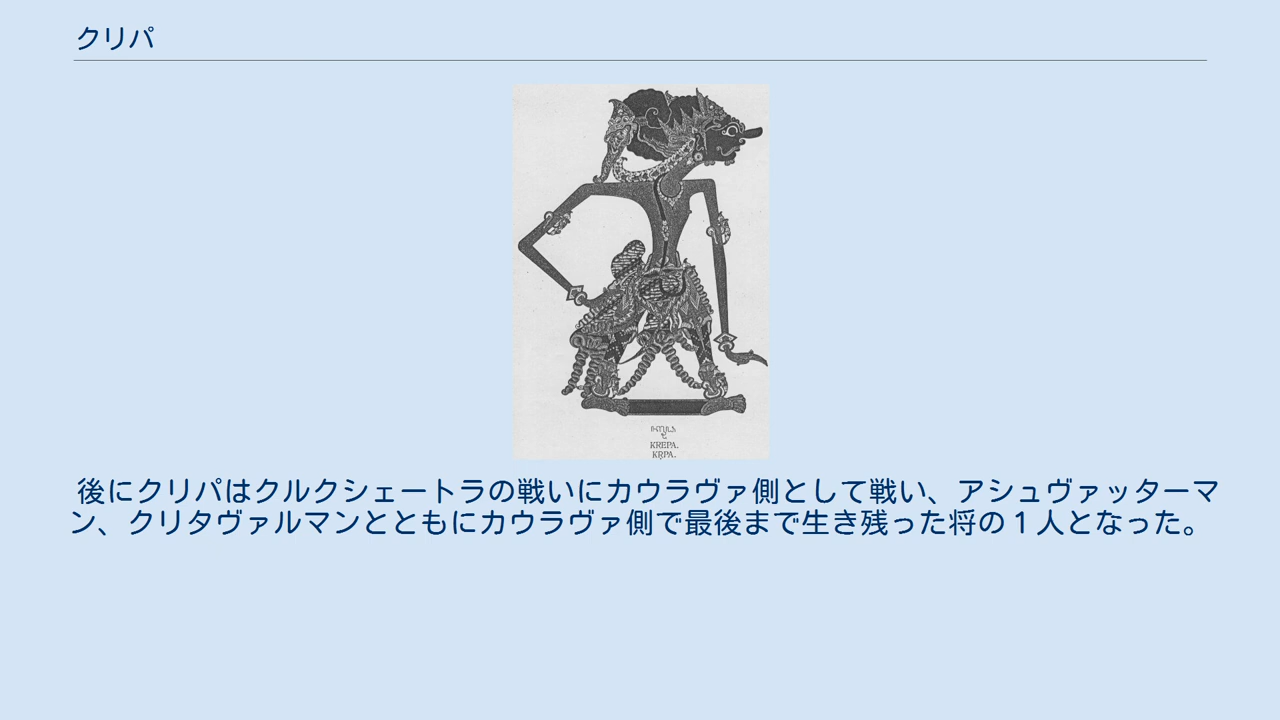 クリパ
KREPA.
KṚPA.
後にクリパはクルクシェートラの戦いにカウラヴァ側として戦い、アシュヴァッターマ
ン、クリタヴァルマンとともにカウラヴァ側で最後まで生き残った将の１人となった。